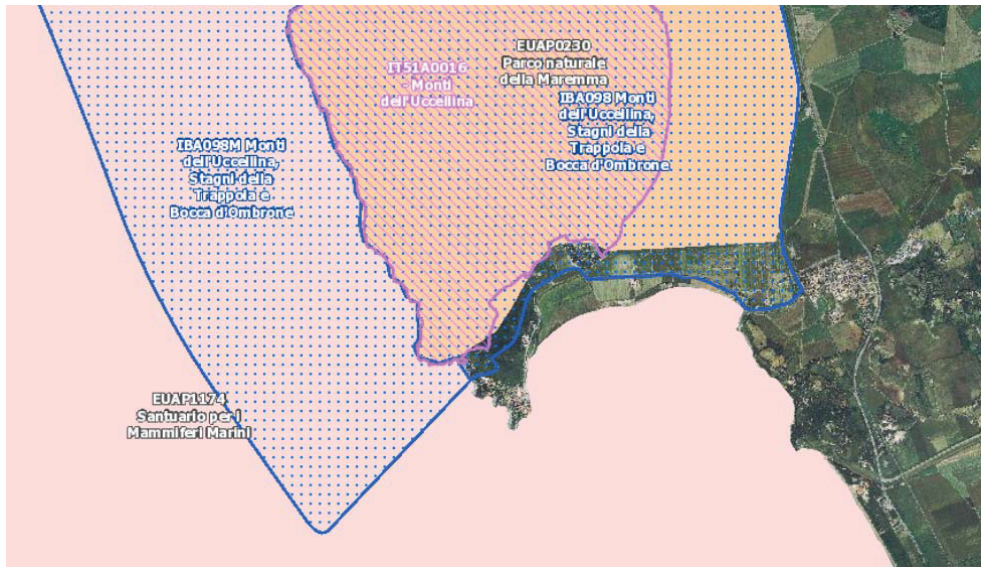 EUAP0230
Parco naturale
della Maremma
IT51A0016
- Monti
dell'Uccellina
IBA098 Monti
dell'Uccellina,
Stagni della
Trappola e
Bocca d'Ombrone
IBA098M Monti
dell'Uccellina,
Stagni della
Trappola e
Bocca d'Ombrone
EUAP1174
Santuario per i
Mammiferi Marini